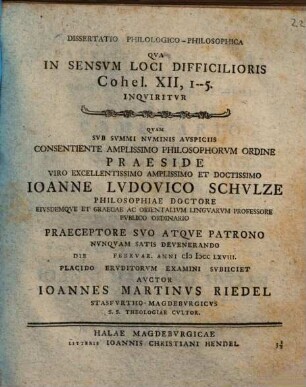 DISSERTATIO PHILOLOGICO-PHILOSOPHICA
QVA
IN SENSVM LOCI DIFFICILIORIS
Cohel. XII, 1--5.
INQVIRITVR
QVAM
SVB SVMMI NVMINIS AVSPICIIS
CONSENTIENTE AMPLISSIMO PHILOSOPHORVM ORDINE
PRAESIDE
VIRO EXCELLENTISSIMO AMPLISSIMO ET DOCTISSIMO
IOANNE LVDOVICO SCHVLZE
PHILOSOPHIAE DOCTORE
EIVSDEMQVE ET GRAECAE AC ORIENTALIVM LINGVARVM PROFESSORE
PVBLICO ORDINARIO
PRAECEPTORE SVO ATQVE PATRONO
NVNQVAM SATIS DEVENERANDO
DIE FEBRVAR. ANNI CIƆ IƆCC LXVIII.
PLACIDO ERVDITORVM EXAMINI SVBIICIET
AVCTOR
IOANNES MARTINVS RIEDEL
STASFVRTHO-MAGDEBVRGICVS
S. S. THEOLOGIAE CVLTOR.
HALAE MAGDEBVRGICAE
LITTERIS IOANNIS CHRISTIANI HENDEL